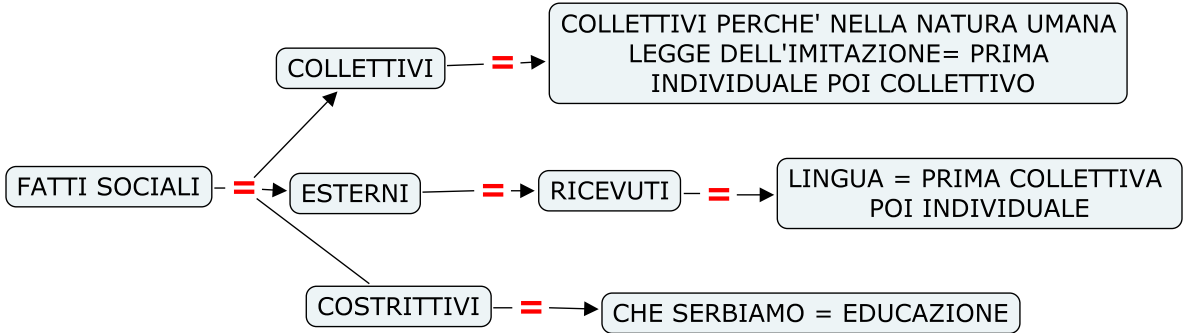 COLLETTIVI PERCHE' NELLA NATURA UMANA
LEGGE DELL'IMITAZIONE= PRIMA
INDIVIDUALE POI COLLETTIVO
COLLETTIVI
=
FATTI SOCIALI
=
ESTERNI
=
RICEVUTI
=
LINGUA = PRIMA COLLETTIVA
POI INDIVIDUALE
COSTRITTIVI
=
CHE SERBIAMO = EDUCAZIONE